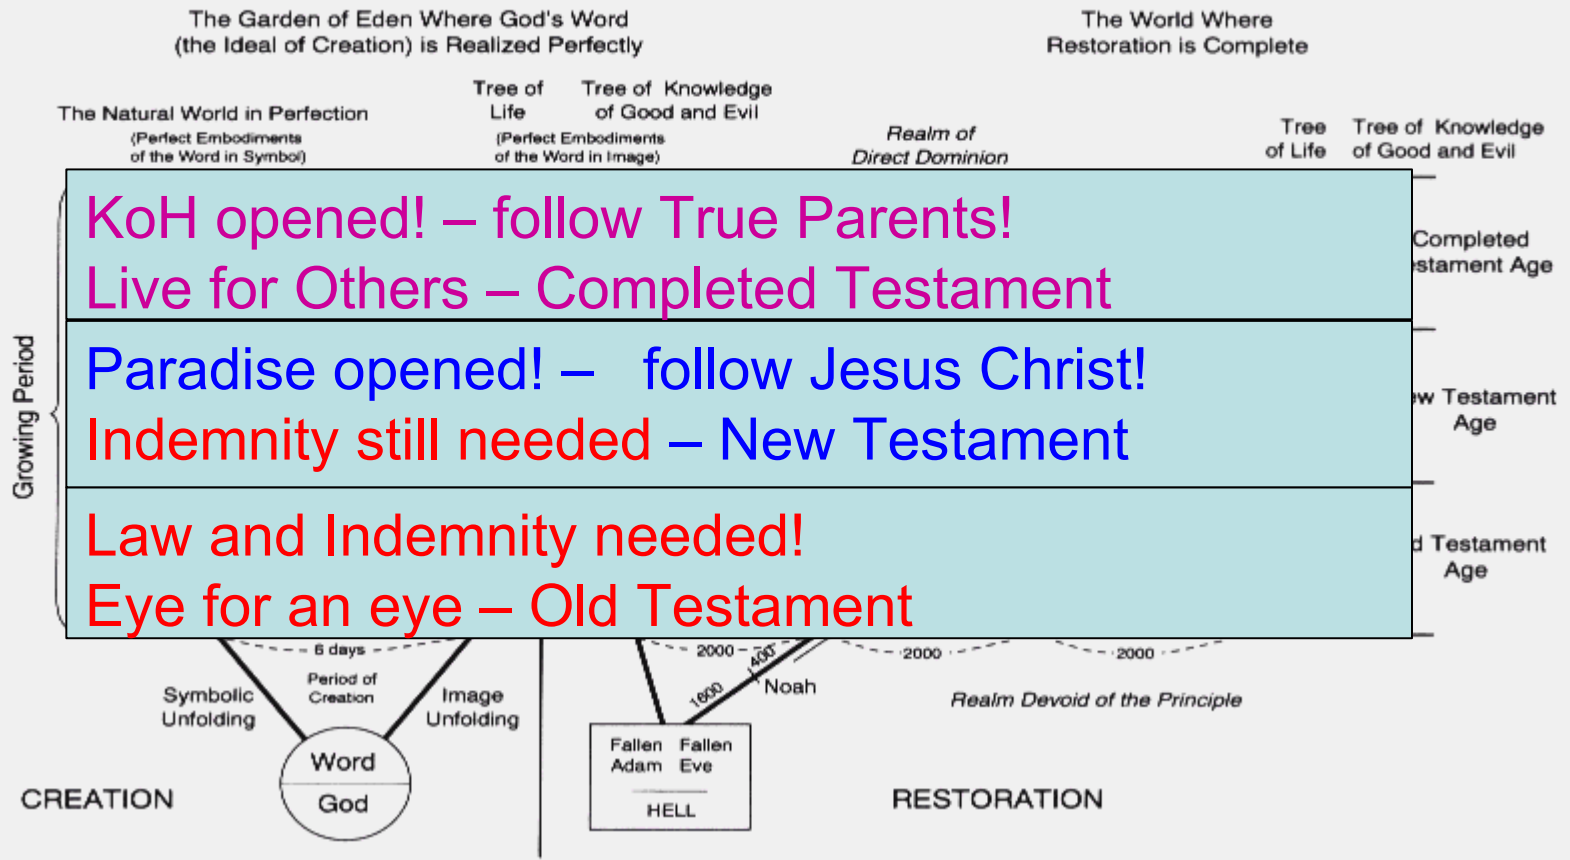 The Garden of Eden Where God's Word
(the Ideal of Creation) is Realized Perfectly
The World Where
Restoration is Complete
The Natural World in Perfection
(Perfect Embodiments
of the Word in Symbol)
Tree of
Life
Tree of Knowledge
of Good and Evil
(Perfect Embodiments
of the Word in Image)
Realm of
Direct Dominion
Tree
of Life
Tree of Knowledge
of Good and Evil
Growing Period
KoH opened! – follow True Parents!
Live for Others – Completed Testament
Completed
stament Age
Paradise opened! – follow Jesus Christ!
Indemnity still needed – New Testament
ew Testament
Age
Law and Indemnity needed!
Eye for an eye – Old Testament
d Testament
Age
6 days
Period of
Creation
Symbolic
Unfolding
Image
Unfolding
Word
God
CREATION
2000
400
1600
Noah
2000
2000
Realm Devoid of the Principle
Fallen Adam
Fallen Eve
HELL
RESTORATION